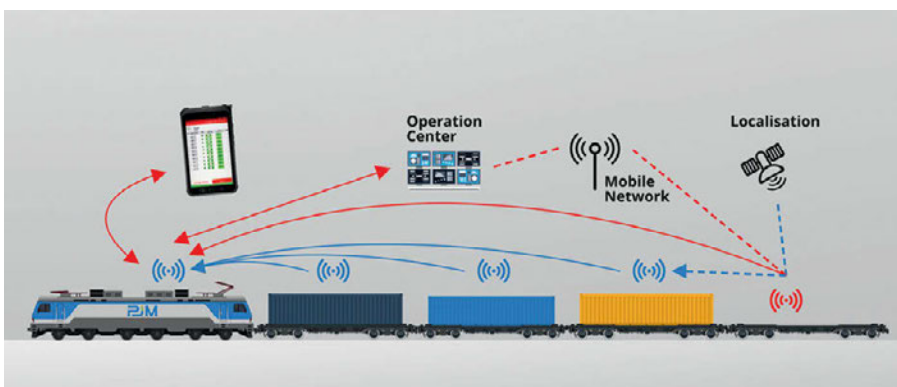 Operation
Center
Localisation
Mobile
Network
PJM